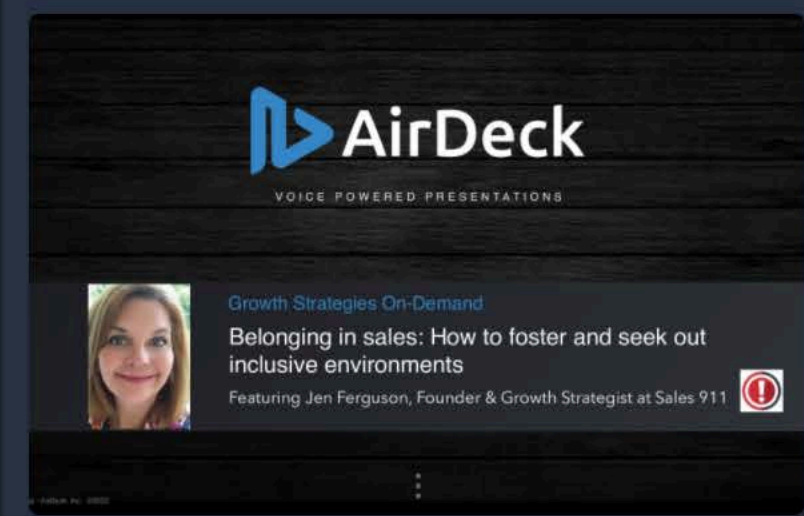 AirDeck
VOICE POWERED PRESENTATIONS
Growth Strategies On-Demand
Belonging in sales: How to foster and seek out
inclusive environments
Featuring Jen Ferguson, Founder & Growth Strategist at Sales 911